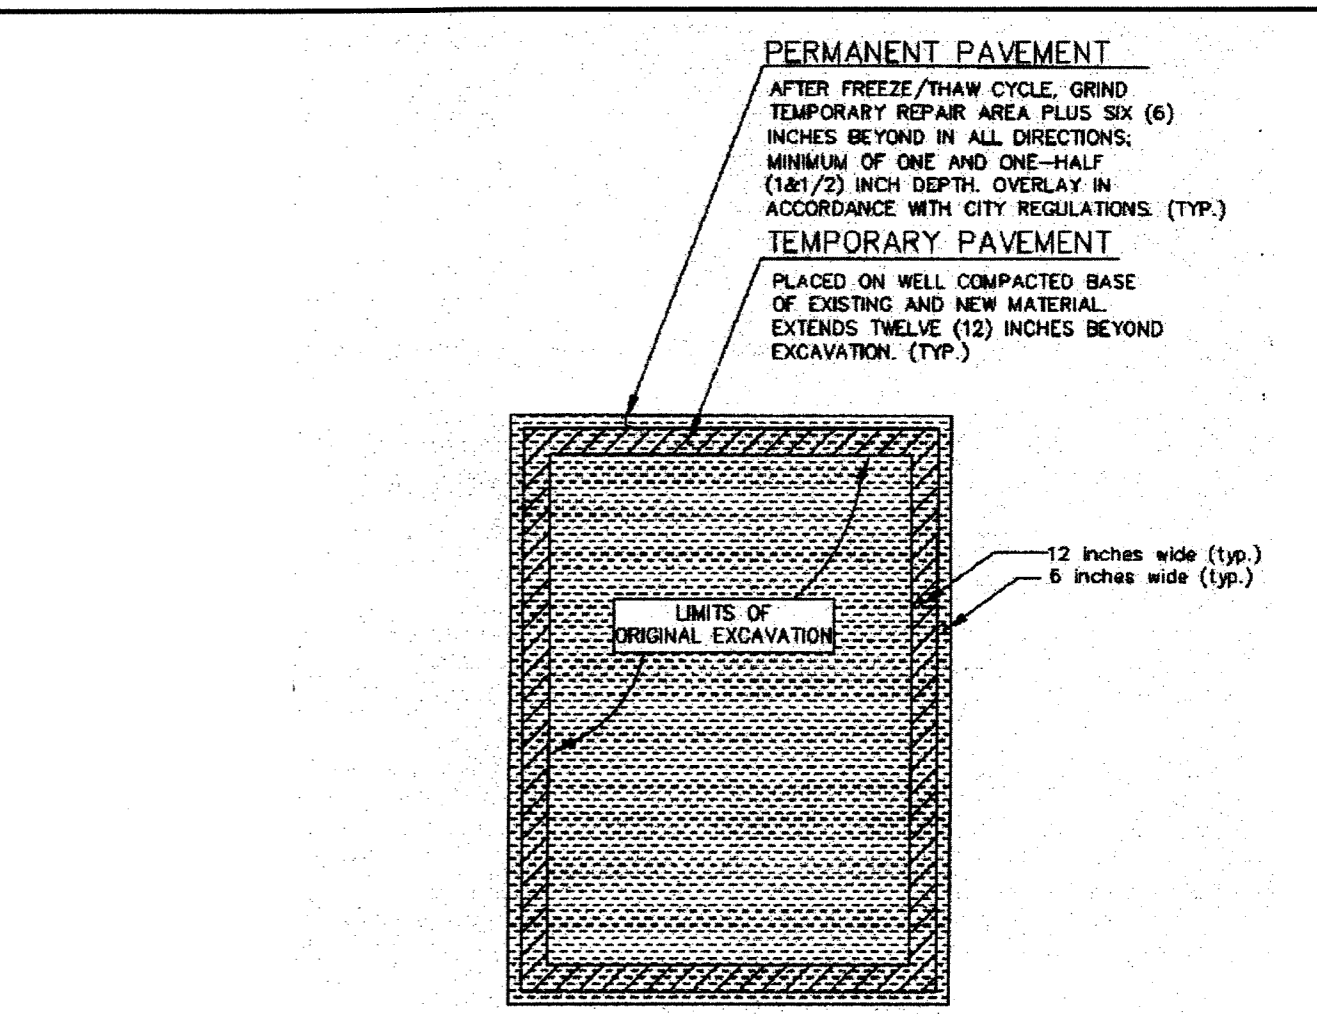 PERMANENT PAVEMENT
AFTER FREEZE/THAW CYCLE, GRIND
TEMPORARY REPAIR AREA PLUS SIX (6)
INCHES BEYOND IN ALL DIRECTIONS;
MINIMUM OF ONE AND ONE-HALF
(1&1/2) INCH DEPTH. OVERLAY IN
ACCORDANCE WITH CITY REGULATIONS. (TYP.)
TEMPORARY PAVEMENT
PLACED ON WELL COMPACTED BASE
OF EXISTING AND NEW MATERIAL.
EXTENDS TWELVE (12) INCHES BEYOND
EXCAVATION. (TYP.)
12 inches wide (typ.)
6 inches wide (typ.)
LIMITS OF
ORIGINAL EXCAVATION